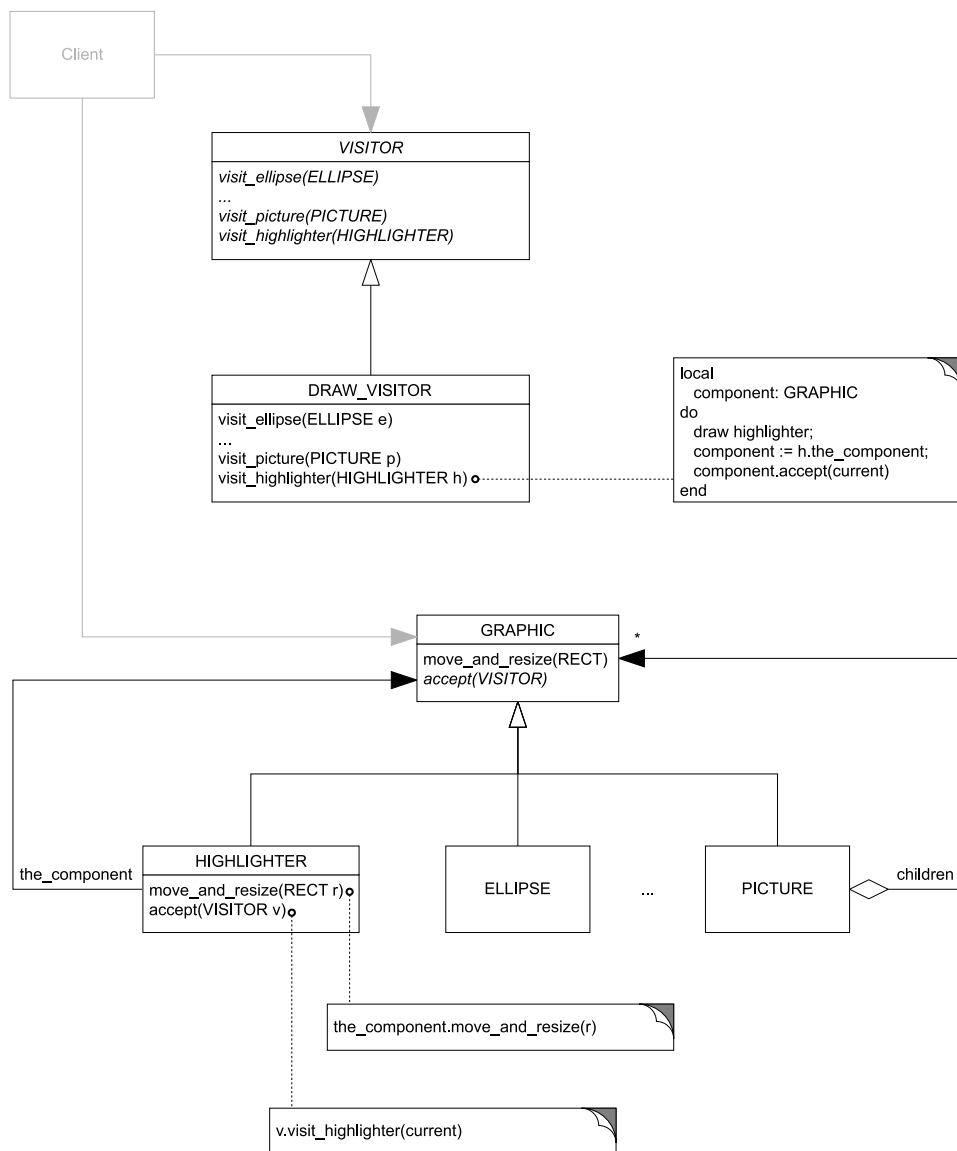 Client
VISITOR
visit_ellipse(ELLIPSE)
...
visit_picture(PICTURE)
visit_highlighter(HIGHLIGHTER)
DRAW_VISITOR
visit_ellipse(ELLIPSE e)
...
visit_picture(PICTURE p)
visit_highlighter(HIGHLIGHTER h)
local
component: GRAPHIC
do
draw highlighter;
component := h.the_component;
component.accept(current)
end
GRAPHIC
*
move_and_resize(RECT)
accept(VISITOR)
the_component
HIGHLIGHTER
move_and_resize(RECT r)
accept(VISITOR v)
ELLIPSE
...
PICTURE
children
the_component.move_and_resize(r)
v.visit_highlighter(current)